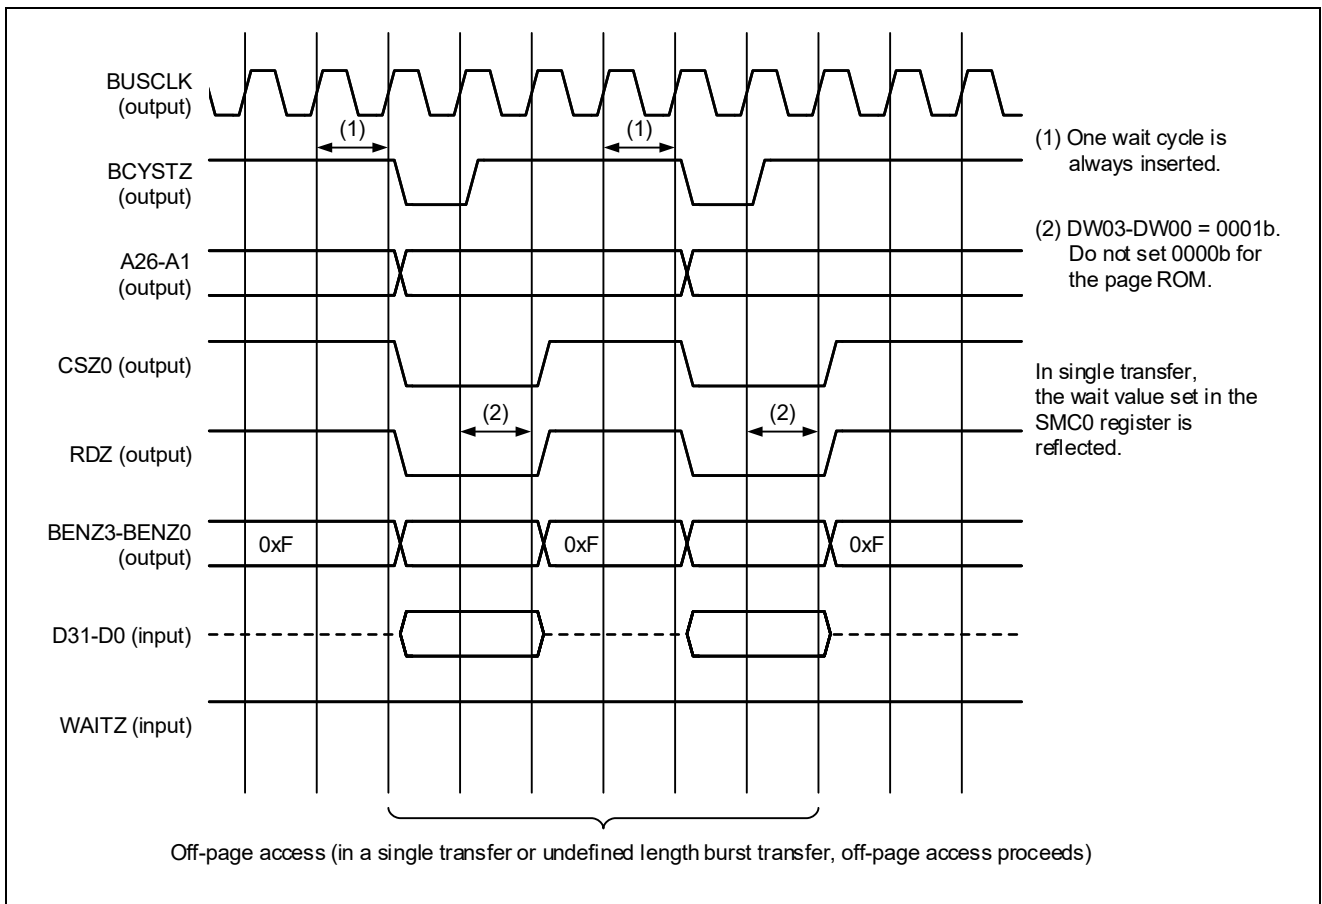 BUSCLK
(output)
(1)
(1)
(1) One wait cycle is
always inserted.
BCYSTZ
(output)
(2) DW03-DW00 = 0001b.
Do not set 0000b for
the page ROM.
A26-A1
(output)
CSZ0 (output)
In single transfer,
the wait value set in the
SMC0 register is
reflected.
(2)
(2)
RDZ (output)
BENZ3-BENZ0
(output)
0xF
0xF
0xF
D31-D0 (input)
WAITZ (input)
Off-page access (in a single transfer or undefined length burst transfer, off-page access proceeds)